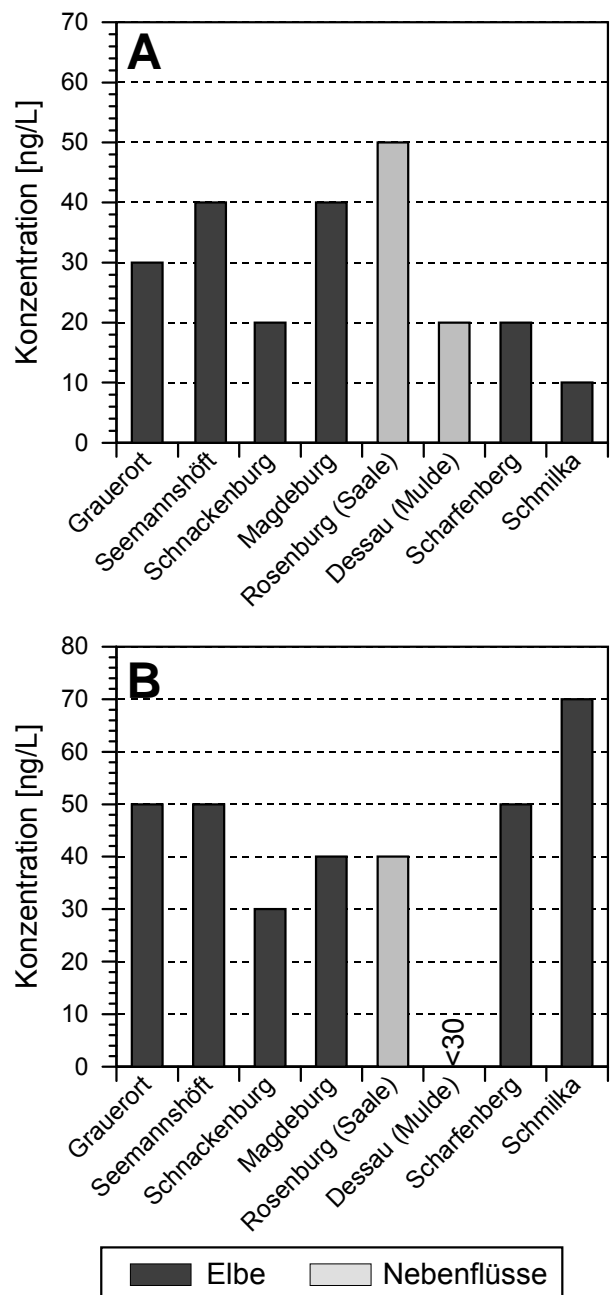 A
Konzentration [ng/L]
70
60
50
40
30
20
10
0
Grauerort
Seemannshöft
Schnackenburg
Magdeburg
Rosenburg (Saale)
Dessau (Mulde)
Scharfenberg
Schmilka
B
Konzentration [ng/L]
80
70
60
50
40
30
20
10
0
<30
Grauerort
Seemannshöft
Schnackenburg
Magdeburg
Rosenburg (Saale)
Dessau (Mulde)
Scharfenberg
Schmilka
Elbe Nebenflüsse